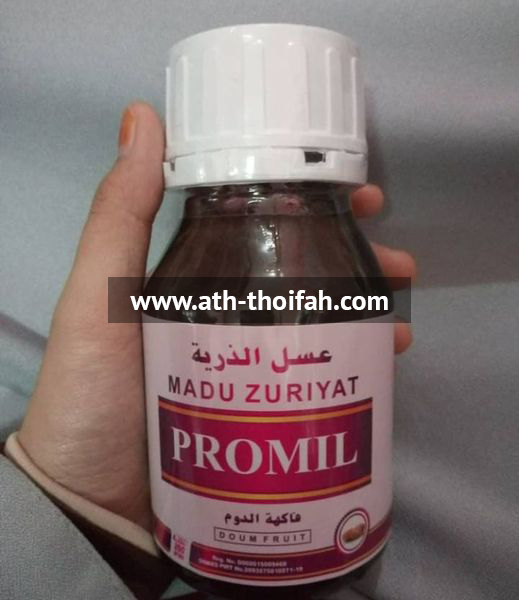 www.ath-thoifah.com
عسل الذرية
MADU ZURIYAT
PROMIL
فاكهة الدوم
DOUM FRUIT